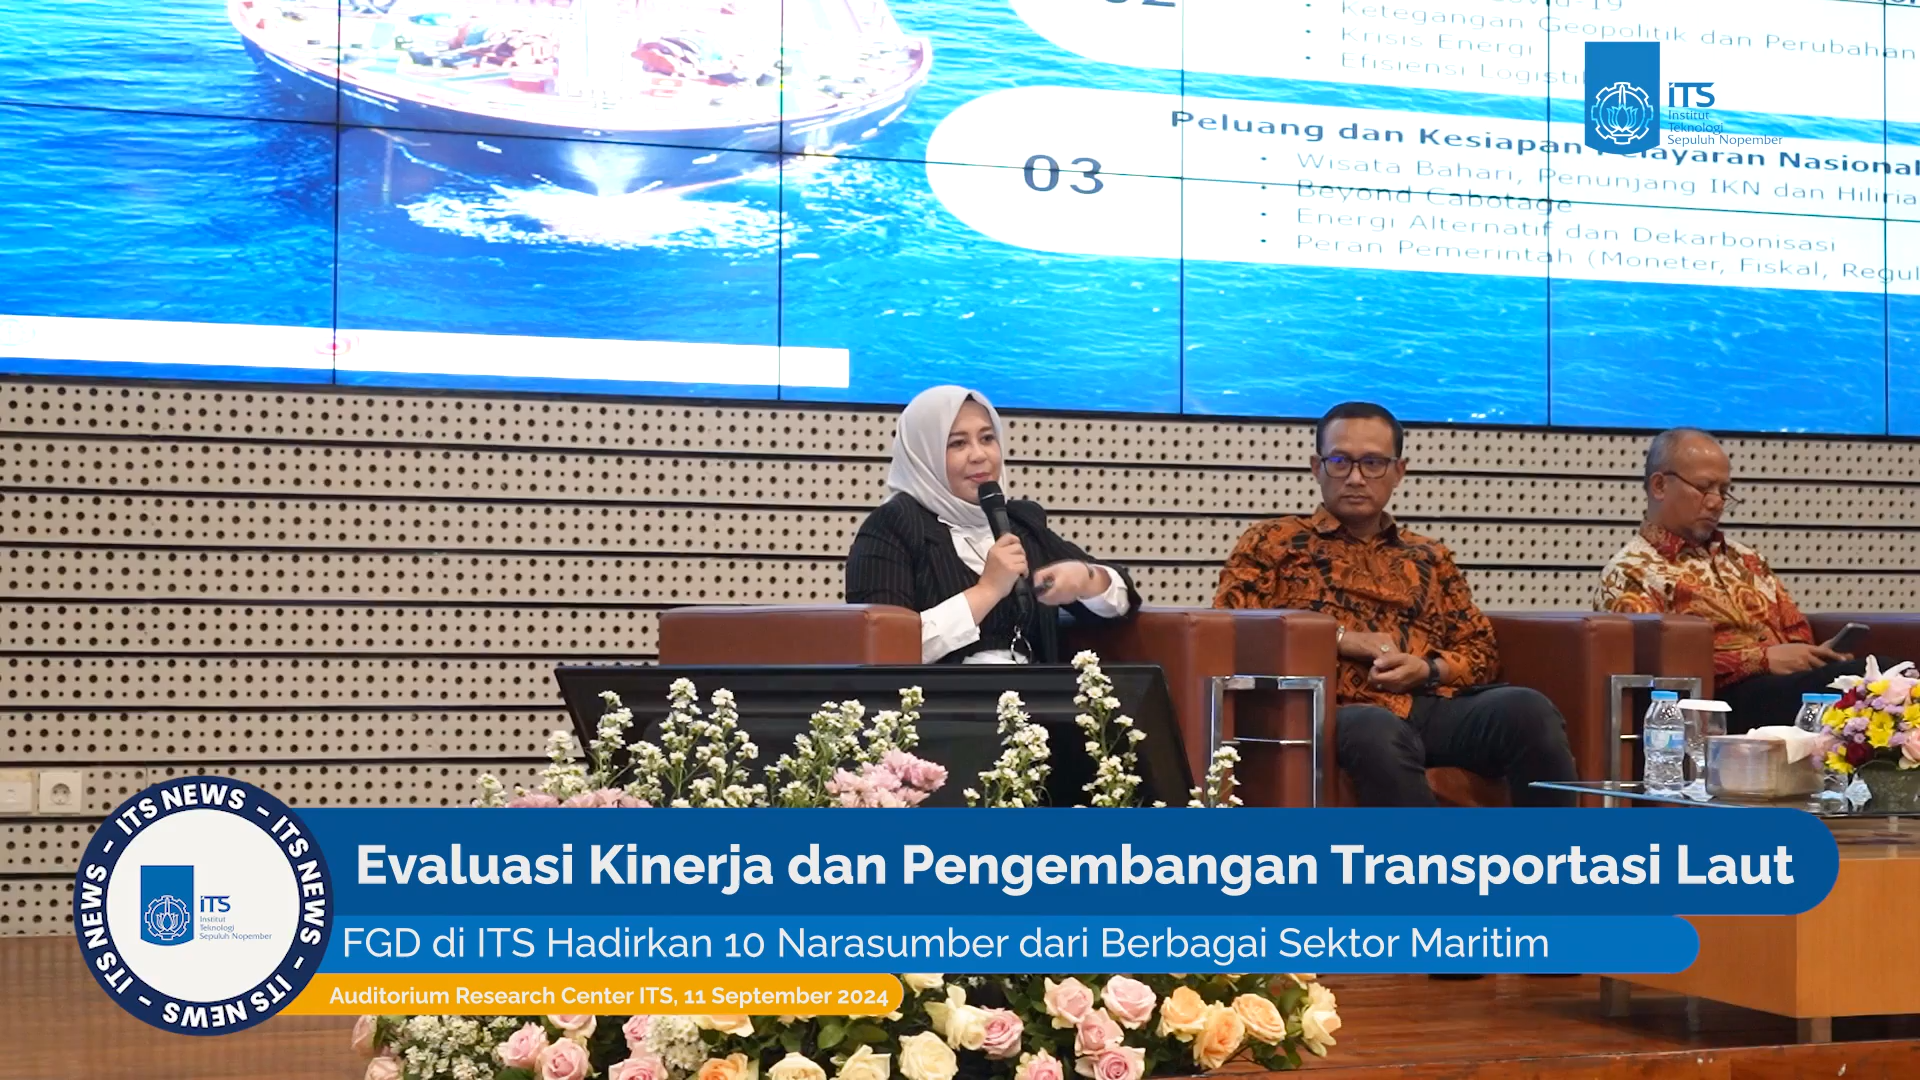 Ketegangan Geopolitik dan Perubahan
Krisis Energi
Efisiensi Logistik
03
Peluang dan Kesiapan Pelayaran Nasional
Wisata Bahari, Penunjang IKN dan
Beyond Cabotage
Energi Alternatif dan Dekarbonisasi
Peran Pemerintah (Moneter, Fiskal,
iTS
Institut
Teknologi
Sepuluh Nopember
ITS NEWS – ITS NEWS – ITS NEWS – ITS NEWS –
iTS
Institut
Teknologi
Sepuluh Nopember
Evaluasi Kinerja dan Pengembangan Transportasi Laut
FGD di ITS Hadirkan 10 Narasumber dari Berbagai Sektor Maritim
Auditorium Research Center ITS, 11 September 2024